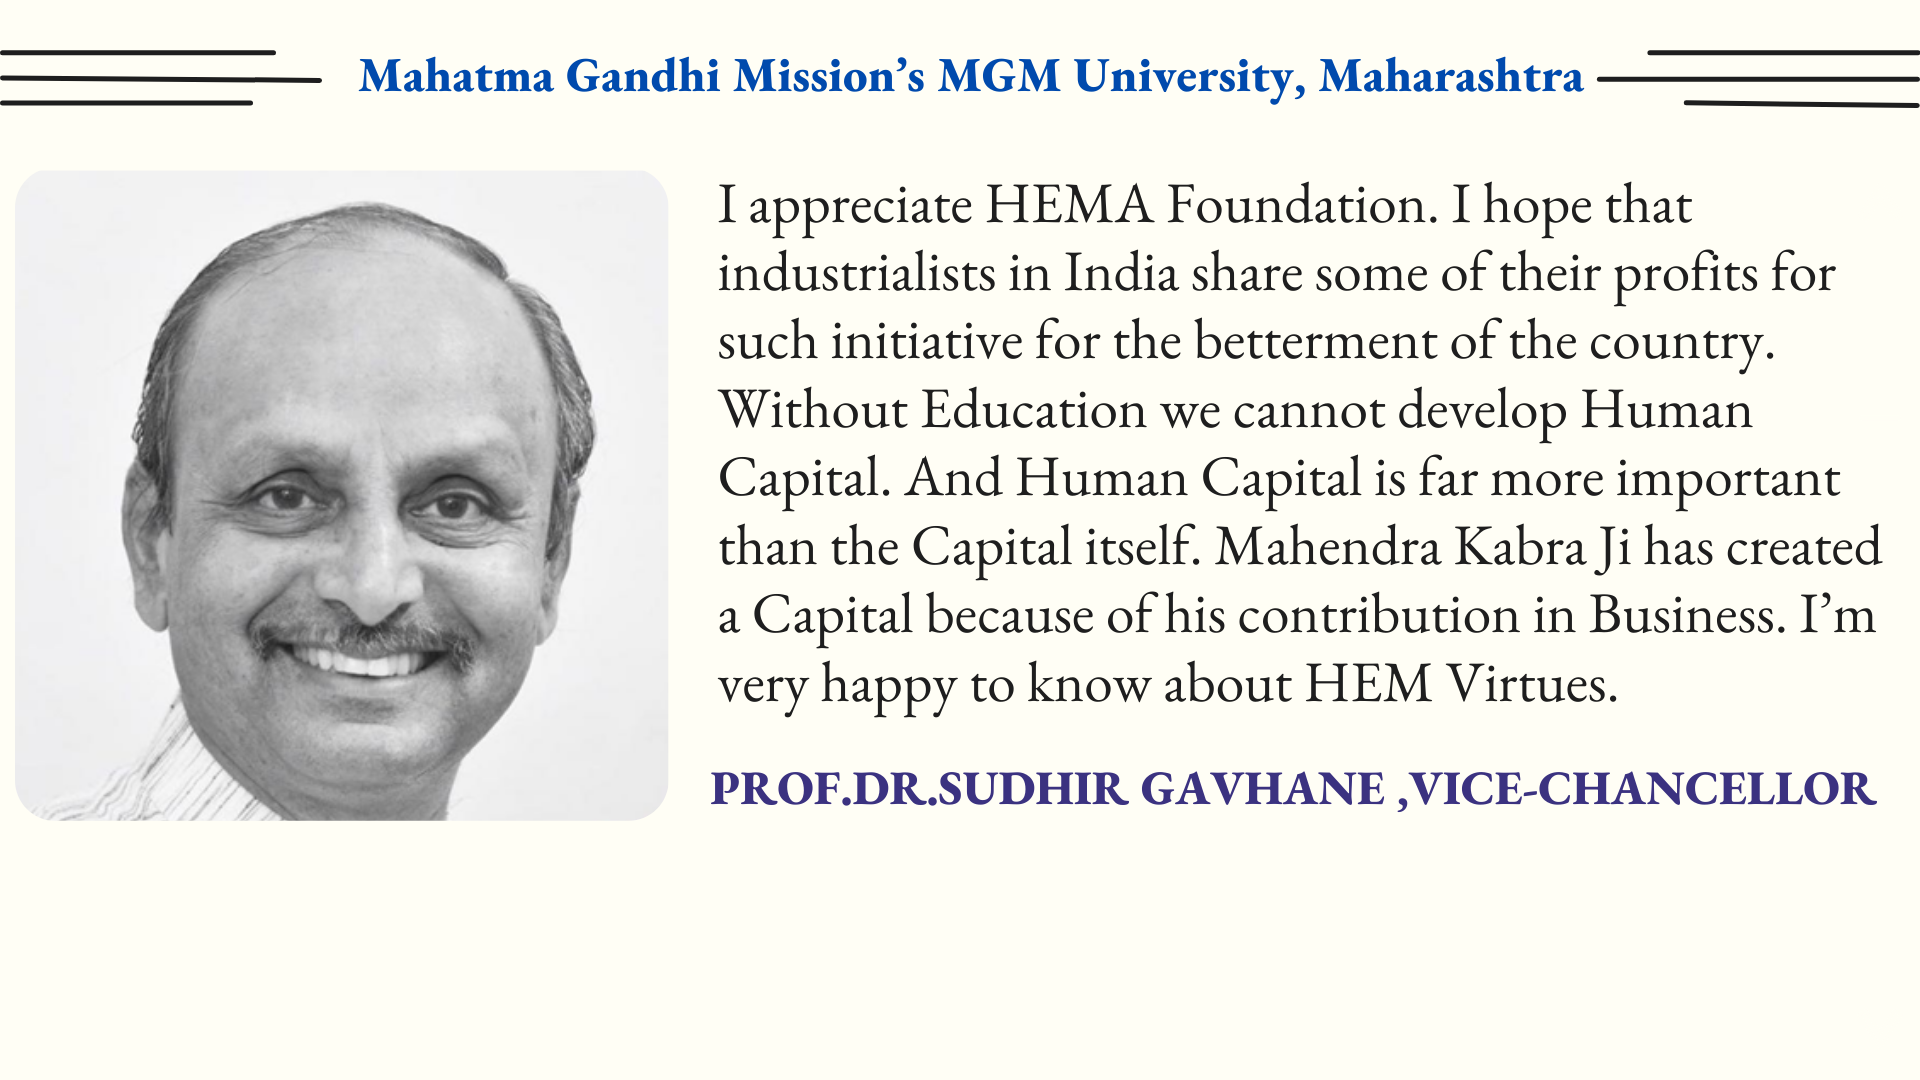 Mahatma Gandhi Mission’s MGM University, Maharashtra
I appreciate HEMA Foundation. I hope that
industrialists in India share some of their profits for
such initiative for the betterment of the country.
Without Education we cannot develop Human
Capital. And Human Capital is far more important
than the Capital itself. Mahendra Kabra Ji has created
a Capital because of his contribution in Business. I’m
very happy to know about HEM Virtues.
PROF.DR.SUDHIR GAVHANE ,VICE-CHANCELLOR